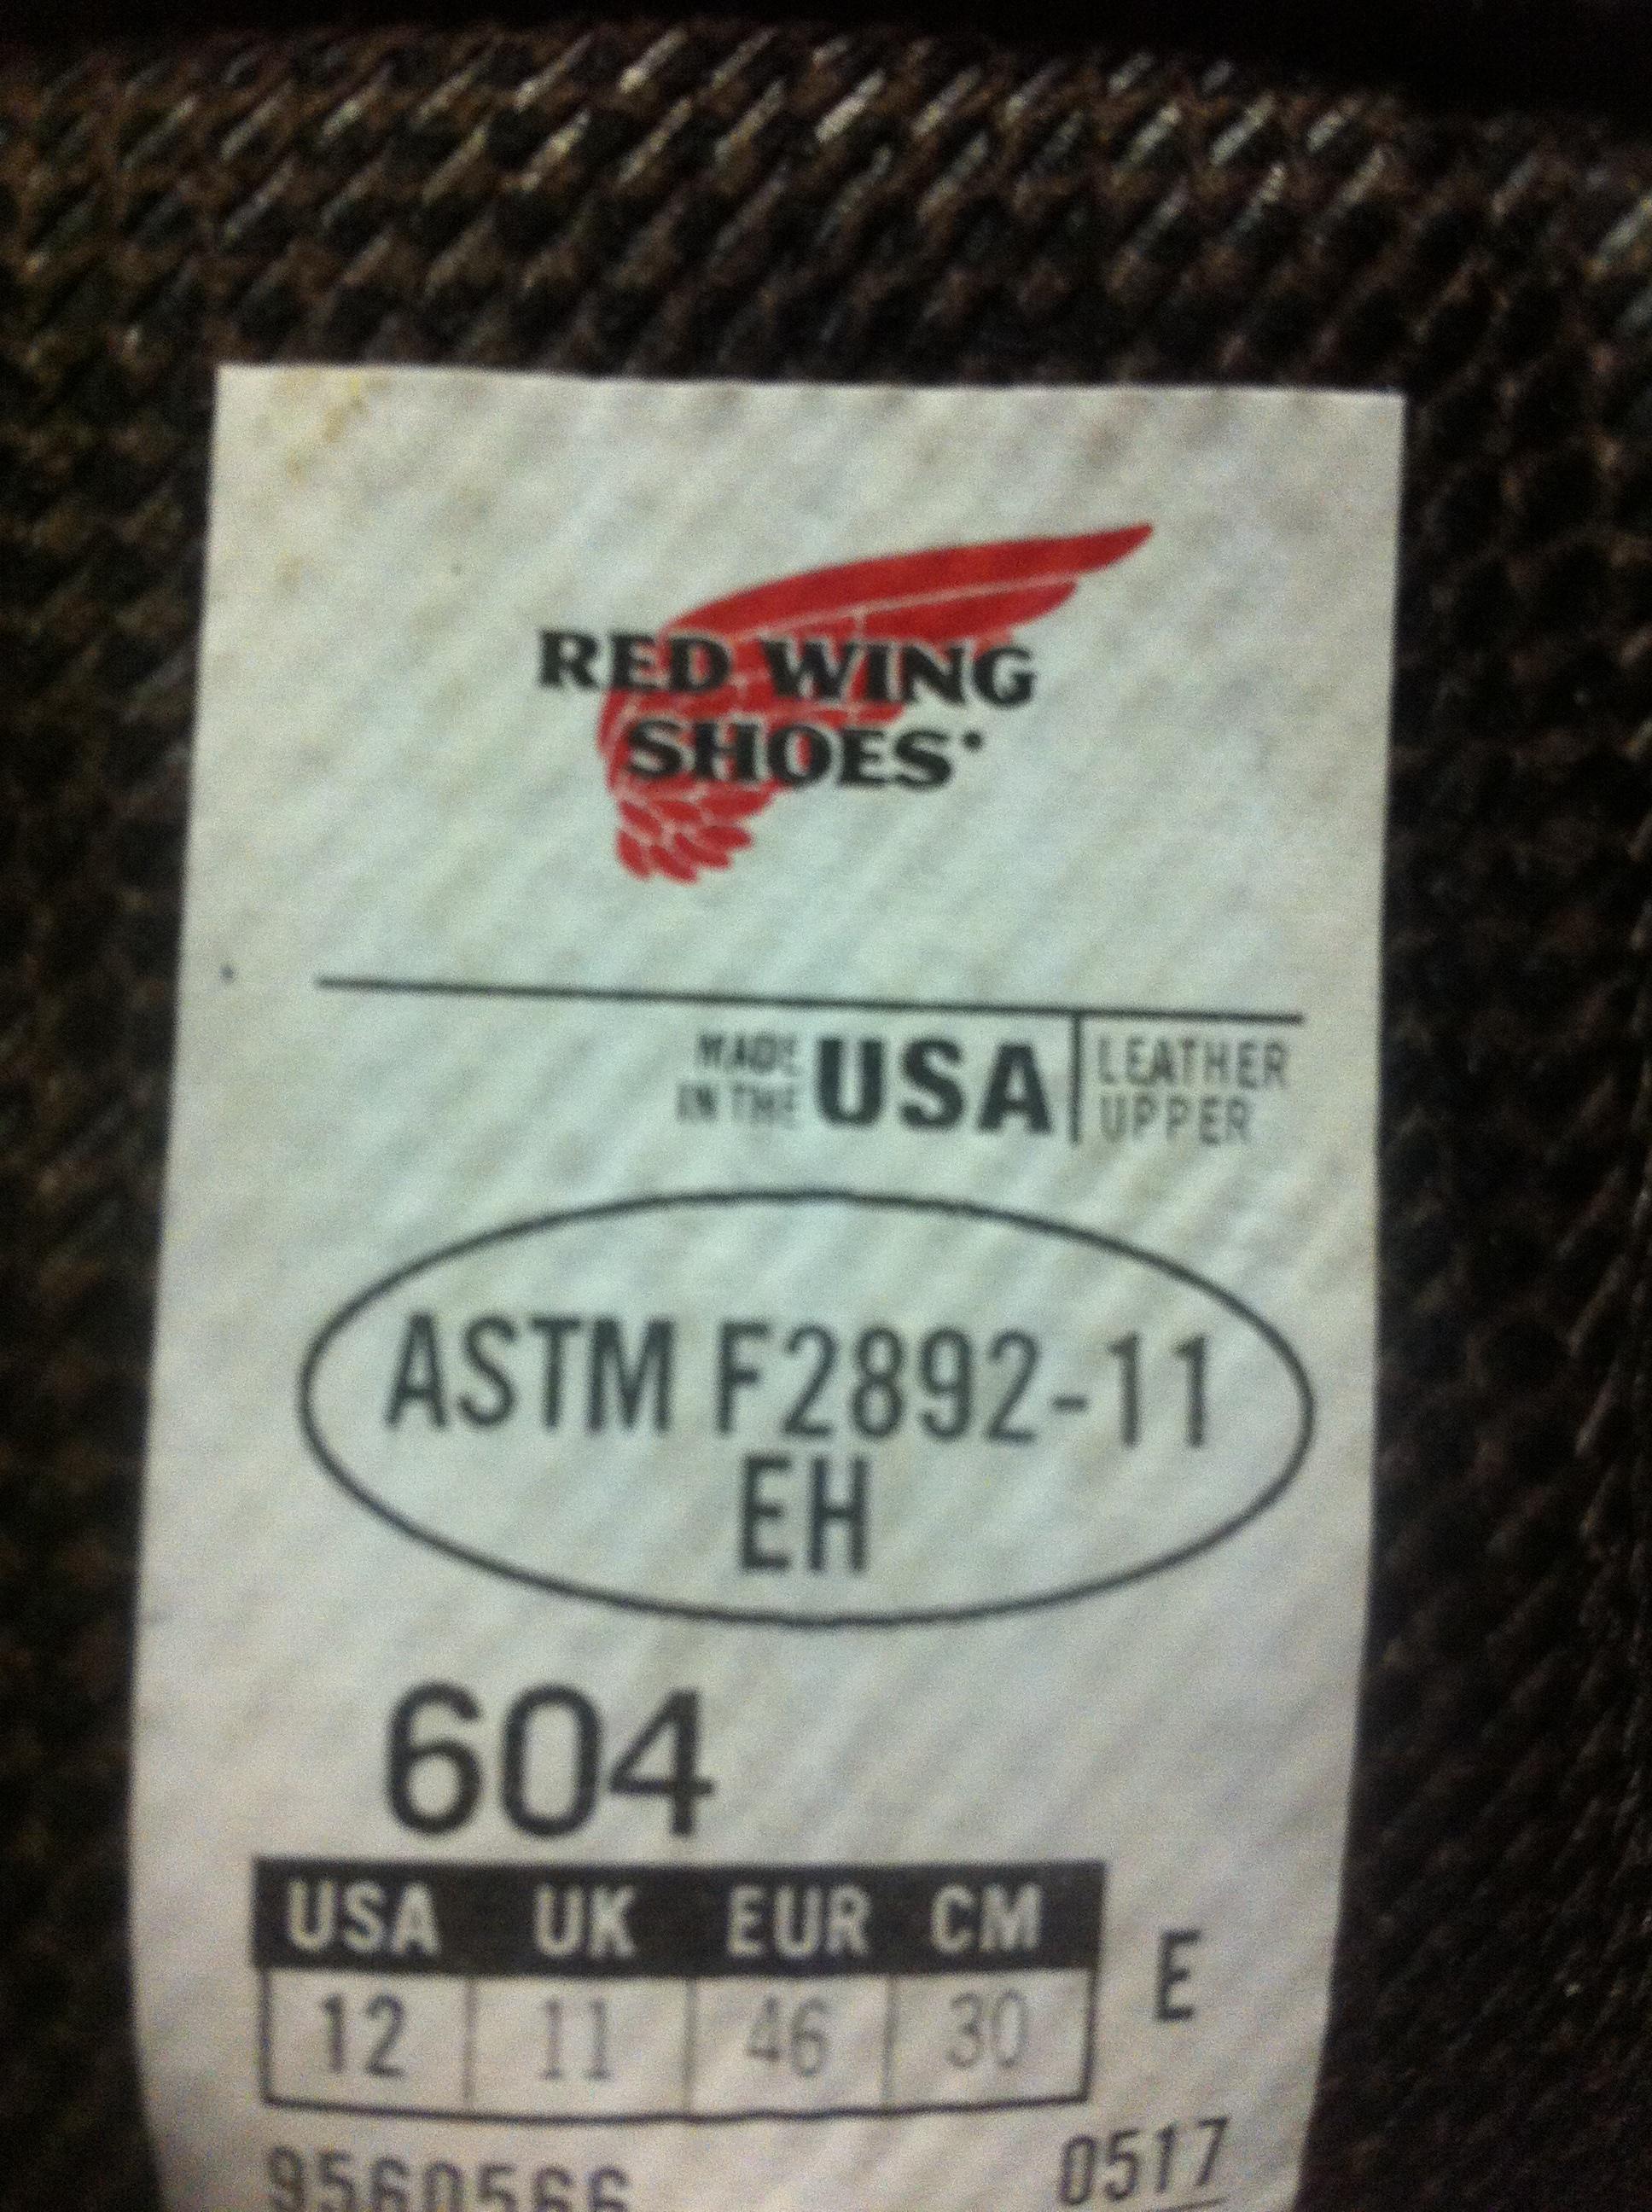 RED WING
SHOES
MADE
IN THE
USA
LEATHER
UPPER
ASTM F2892-11
EH
604
USA UK EUR CM
12 11 46 30
E
9560566
0517